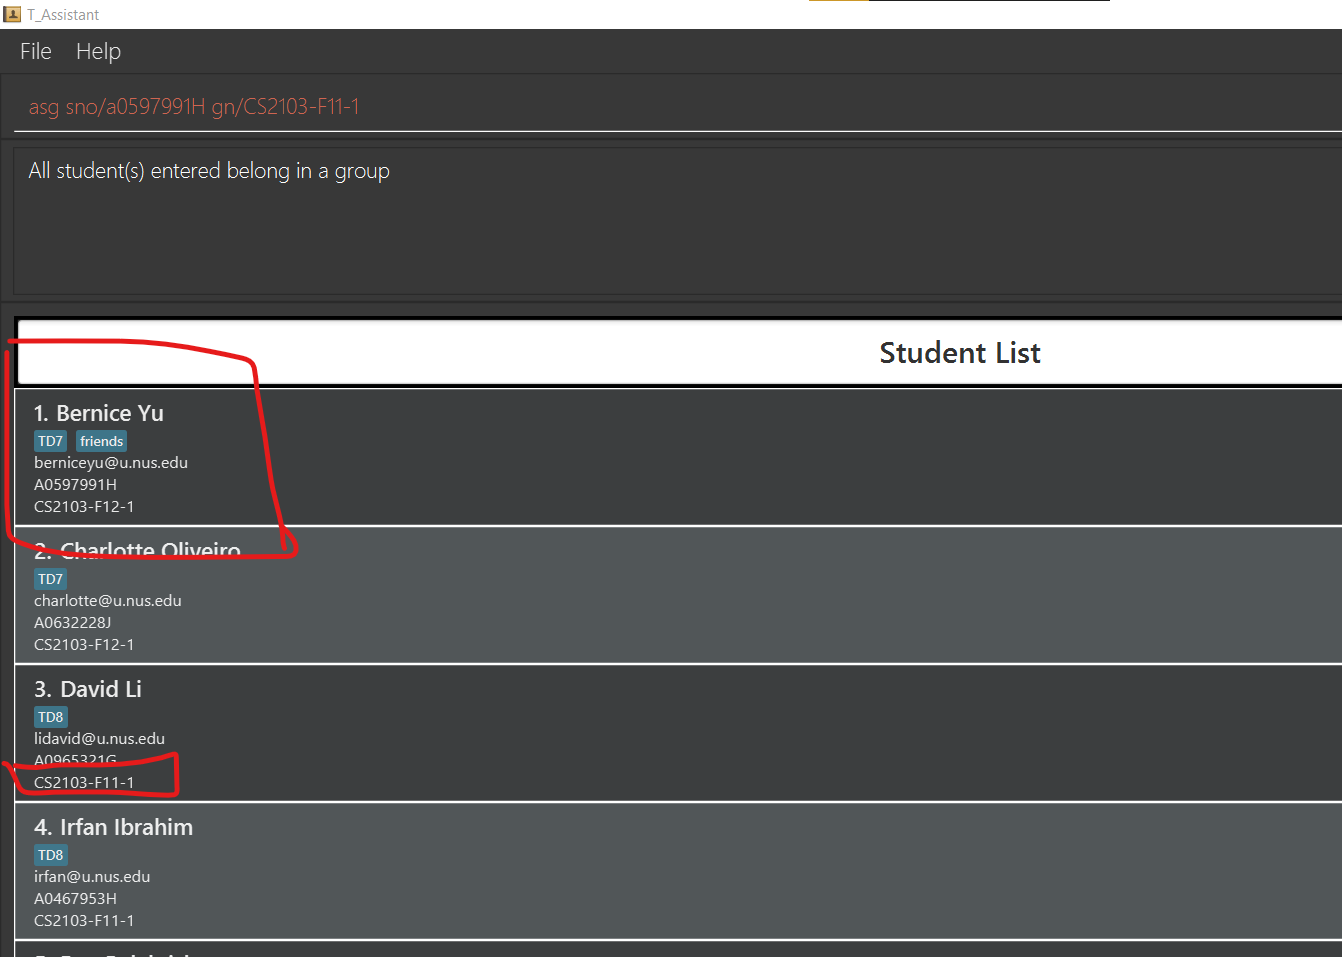 T_Assistant
File Help
asg sno/a0597991H gn/CS2103-F11-1
All student(s) entered belong in a group
Student List
1. Bernice Yu
TD7 friends
berniceyu@u.nus.edu
A0597991H
CS2103-F12-1
2. Charlotte Oliveiro
TD7
charlotte@u.nus.edu
A0632228J
CS2103-F12-1
3. David Li
TD8
lidavid@u.nus.edu
A0965321G
CS2103-F11-1
4. Irfan Ibrahim
TD8
irfan@u.nus.edu
A0467953H
CS2103-F11-1